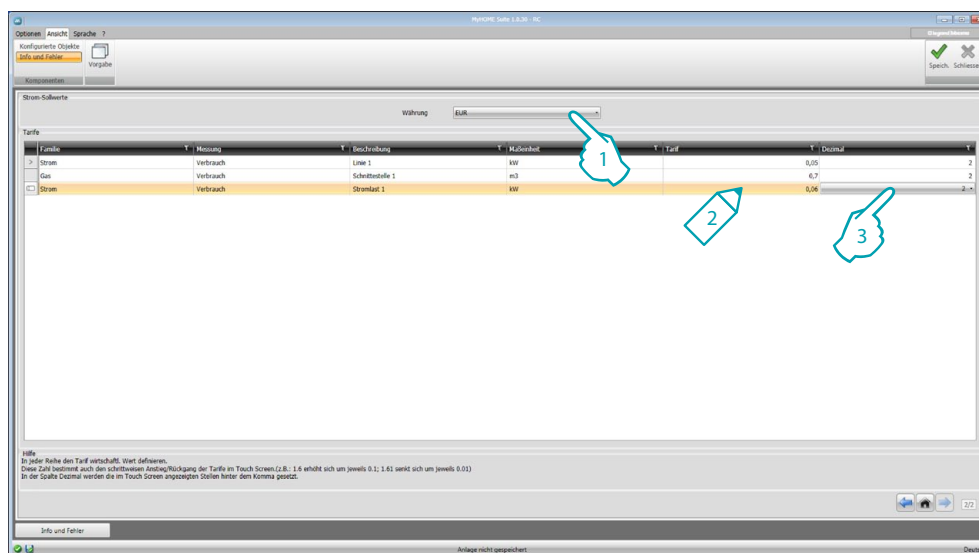 MyHOME Suite 1.0.50 - RC
Optionen Ansicht Sprache ?
Konfigurierte Objekte
Info und Fehler
Vorgabe
Speich. Schliesse
Komponenten
Strom-Sollwerte
Währung EUR
Tarife
Familie Messung Beschreibung Maßeinheit Tarif Dezimal
Strom Verbrauch Linie 1 kW 0,05 2
Gas Verbrauch Schnittestelle 1 m3 0,7 2
Strom Verbrauch Stromlast 1 kW 0,06 2
1
2
3
Hilfe
In jeder Reihe den Tarif wirtschaftl. Wert definieren.
Diese Zahl bestimmt auch den schrittweisen Anstieg/Rückgang der Tarife im Touch Screen.(z.B.: 1.6 erhöht sich um jeweils 0.1; 1.61 senkt sich um jeweils 0.01)
In der Spalte Dezimal werden die im Touch Screen angezeigten Stellen hinter dem Komma gesetzt.
2/2
Info und Fehler
Anlage nicht gespeichert